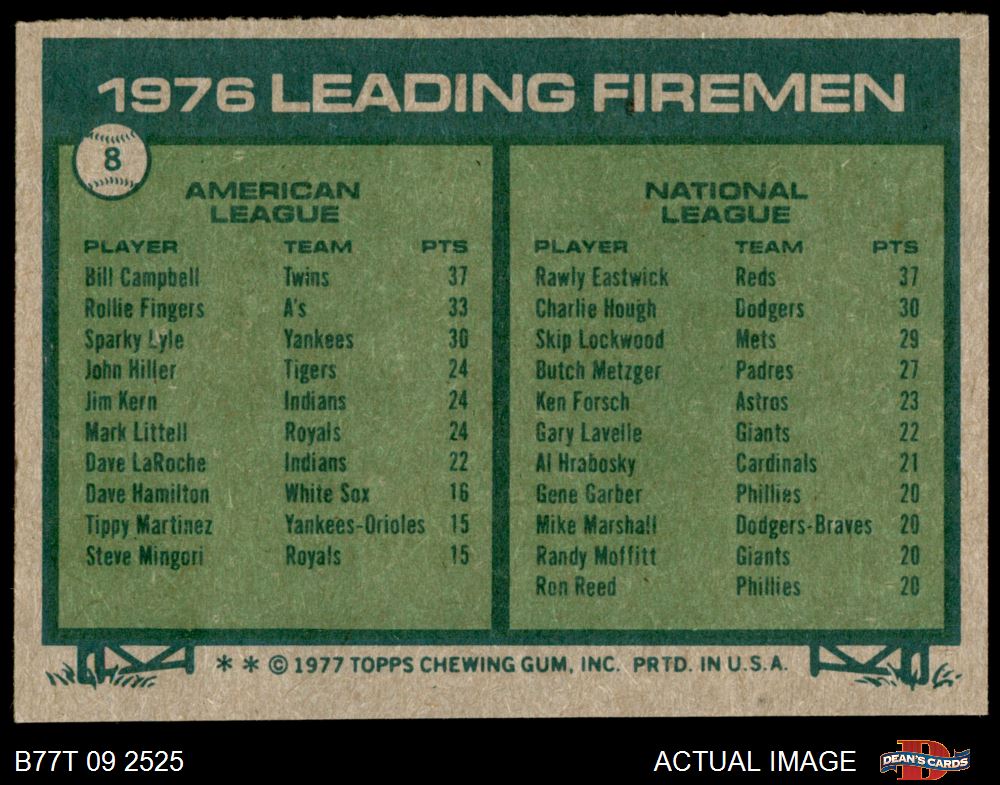 1976 LEADING FIREMEN
8
AMERICAN
LEAGUE
PLAYER TEAM PTS
Bill Campbell Twins 37
Rollie Fingers A's 33
Sparky Lyle Yankees 30
John Hiller Tigers 24
Jim Kern Indians 24
Mark Littell Royals 24
Dave LaRoche Indians 22
Dave Hamilton White Sox 16
Tippy Martinez Yankees-Orioles 15
Steve Mingori Royals 15
NATIONAL
LEAGUE
PLAYER TEAM PTS
Rawly Eastwick Reds 37
Charlie Hough Dodgers 30
Skip Lockwood Mets 29
Butch Metzger Padres 27
Ken Forsch Astros 23
Gary Lavelle Giants 22
Al Hrabosky Cardinals 21
Gene Garber Phillies 20
Mike Marshall Dodgers-Braves 20
Randy Moffitt Giants 20
Ron Reed Phillies 20
* * © 1977 TOPPS CHEWING GUM, INC. PRTD. IN U.S.A.
B77T 09 2525
ACTUAL IMAGE
D
DEAN'S CARDS